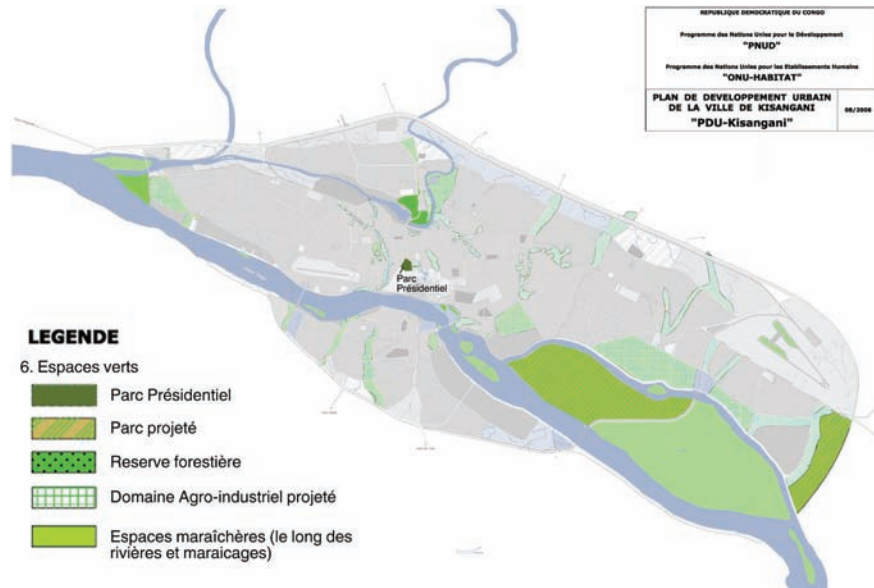 REPUBLIQUE DEMOCRATIQUE DU CONGO
Programme des Nations Unies pour le Développement
"PNUD"
Programme des Nations Unies pour les Etablissements Humains
"ONU-HABITAT"
PLAN DE DEVELOPPEMENT URBAIN
DE LA VILLE DE KISANGANI
"PDU-Kisangani"
08/2008
Parc
Présidentiel
LEGENDE
6. Espaces verts
Parc Présidentiel
Parc projeté
Reserve forestière
Domaine Agro-industriel projeté
Espaces maraîchères (le long des
rivières et maraicages)